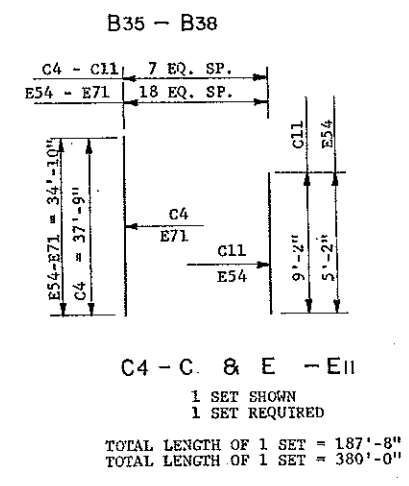 B35 – B38
C4 - C11 7 EQ. SP.
E54 - E71 18 EQ. SP.
C11
E54
E54-E71 = 34'-10"
C4 = 37'-9"
C4
E71
C11
E54
9'-2"
5'-2"
C4 - C. & E - E11
1 SET SHOWN
1 SET REQUIRED
TOTAL LENGTH OF 1 SET = 187'-8"
TOTAL LENGTH OF 1 SET = 380'-0"